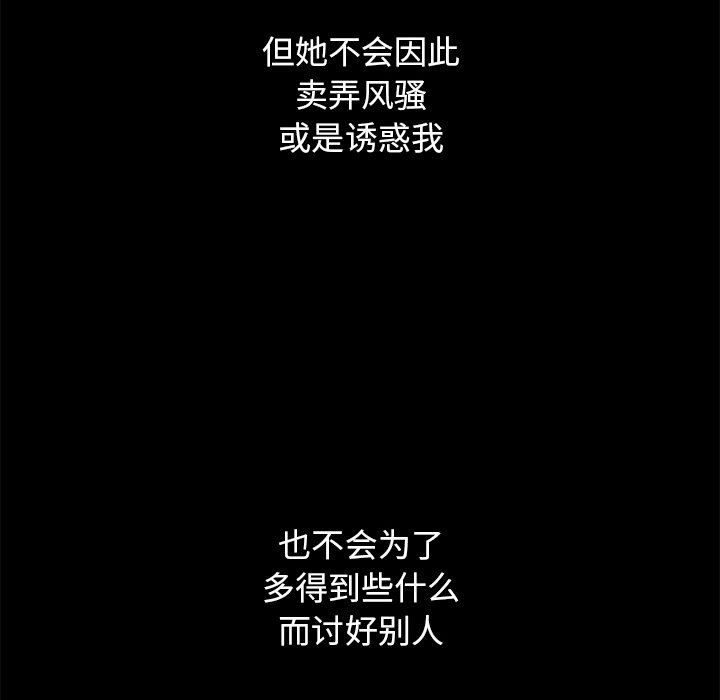 但她不会因此
卖弄风骚
或是诱惑我
也不会为了
多得到些什么
而讨好别人